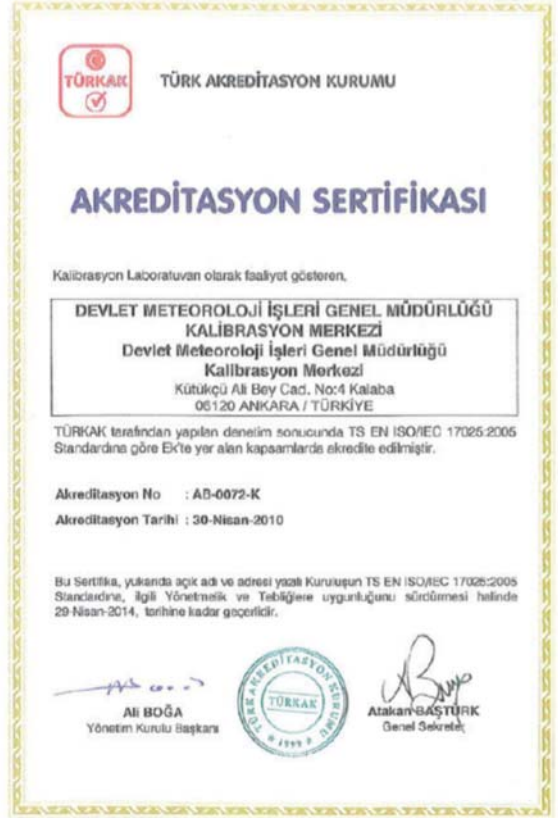 TÜRKAK
TÜRK AKREDİTASYON KURUMU
AKREDİTASYON SERTİFİKASI
Kalibrasyon Laboratuvarı olarak faaliyet gösteren,
DEVLET METEOROLOJİ İŞLERİ GENEL MÜDÜRLÜĞÜ
KALİBRASYON MERKEZİ
Devlet Meteoroloji İşleri Genel Müdürlüğü
Kalibrasyon Merkezi
Kütükçü Ali Bey Cad. No:4 Kalaba
06120 ANKARA / TÜRKİYE
TÜRKAK tarafından yapılan denetim sonucunda TS EN ISO/IEC 17025:2005
Standardına göre Ek'te yer alan kapsamlarda akredite edilmiştir.
Akreditasyon No : AB-0072-K
Akreditasyon Tarihi : 30-Nisan-2010
Bu Sertifika, yukarıda açık adı ve adresi yazılı Kuruluşun TS EN ISO/IEC 17025:2005
Standardına, ilgili Yönetmelik ve Tebliğlere uygunluğunu sürdürmesi halinde
29-Nisan-2014, tarihine kadar geçerlidir.
Ali BOĞA
Yönetim Kurulu Başkanı
TÜRK AKREDİTASYON KURUMU
TÜRKAK
* 1999 *
Atakan BAŞTÜRK
Genel Sekreter